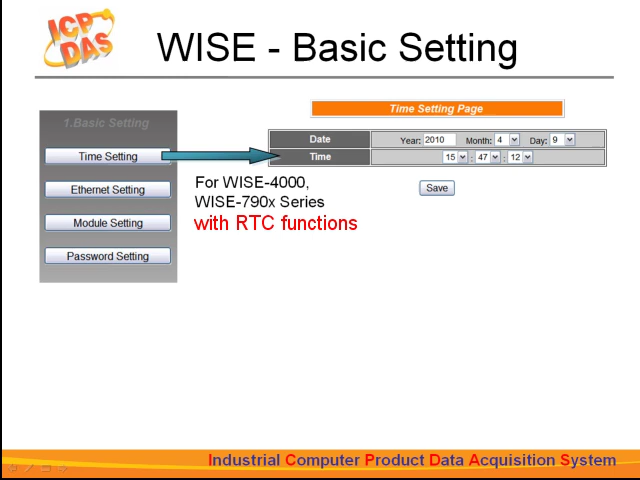 ICP
DAS
WISE - Basic Setting
1.Basic Setting
Time Setting
Ethernet Setting
Module Setting
Password Setting
Time Setting Page
Date Year: 2010 Month: 4 Day: 9
Time 15 : 47 : 12
Save
For WISE-4000,
WISE-790x Series
with RTC functions
Industrial Computer Product Data Acquisition System